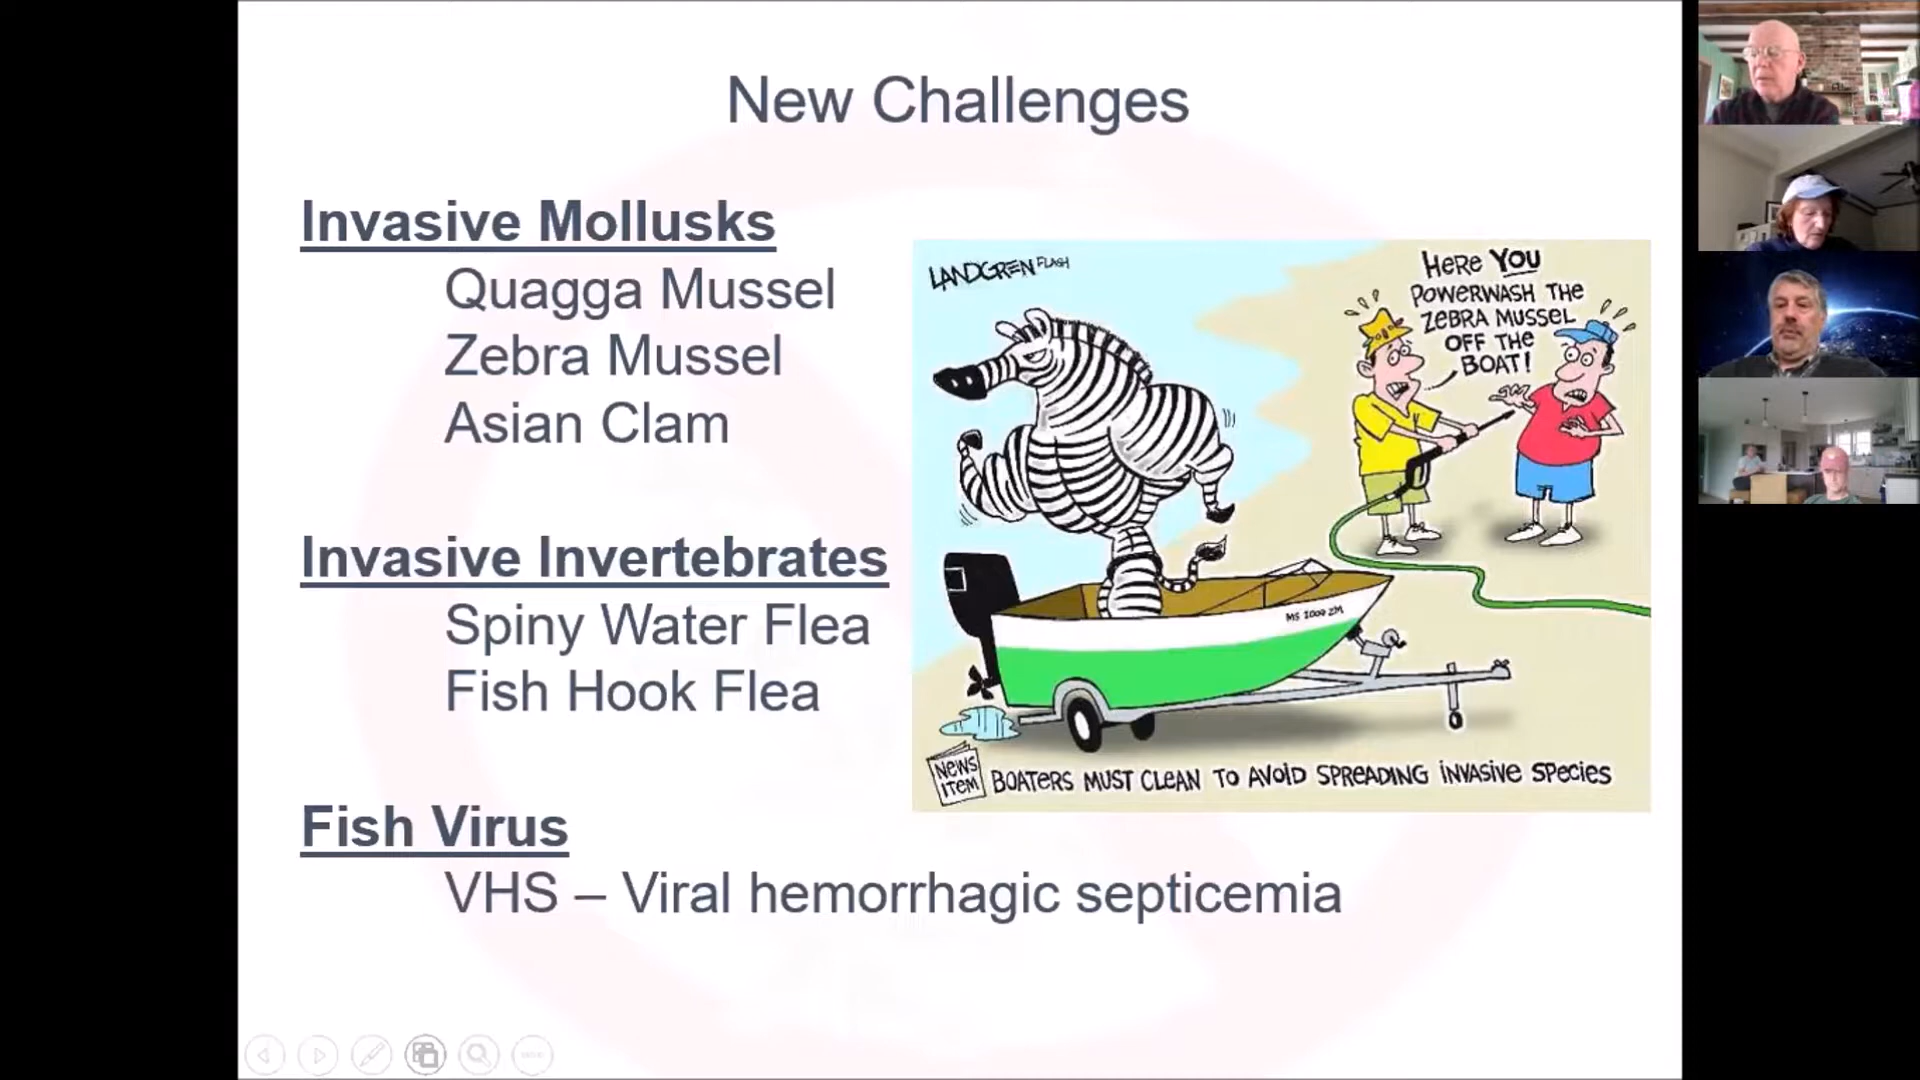 New Challenges
Invasive Mollusks
Quagga Mussel
Zebra Mussel
Asian Clam
Invasive Invertebrates
Spiny Water Flea
Fish Hook Flea
Fish Virus
VHS – Viral hemorrhagic septicemia
LANDGREN FLASH
HERE YOU
POWERWASH THE
ZEBRA MUSSEL
OFF THE
BOAT!
MS 2009 ZM
NEWS
ITEM
BOATERS MUST CLEAN TO AVOID SPREADING INVASIVE SPECIES